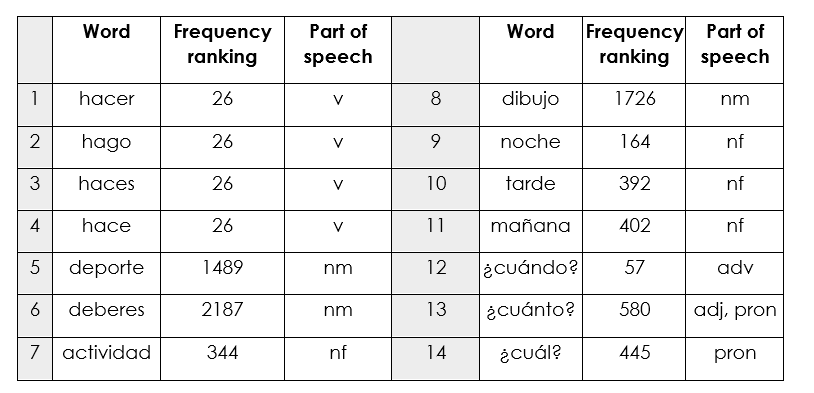 Word Frequency ranking Part of speech Word Frequency ranking Part of speech
1 hacer 26 v 8 dibujo 1726 nm
2 hago 26 v 9 noche 164 nf
3 haces 26 v 10 tarde 392 nf
4 hace 26 v 11 mañana 402 nf
5 deporte 1489 nm 12 ¿cuándo? 57 adv
6 deberes 2187 nm 13 ¿cuánto? 580 adj, pron
7 actividad 344 nf 14 ¿cuál? 445 pron